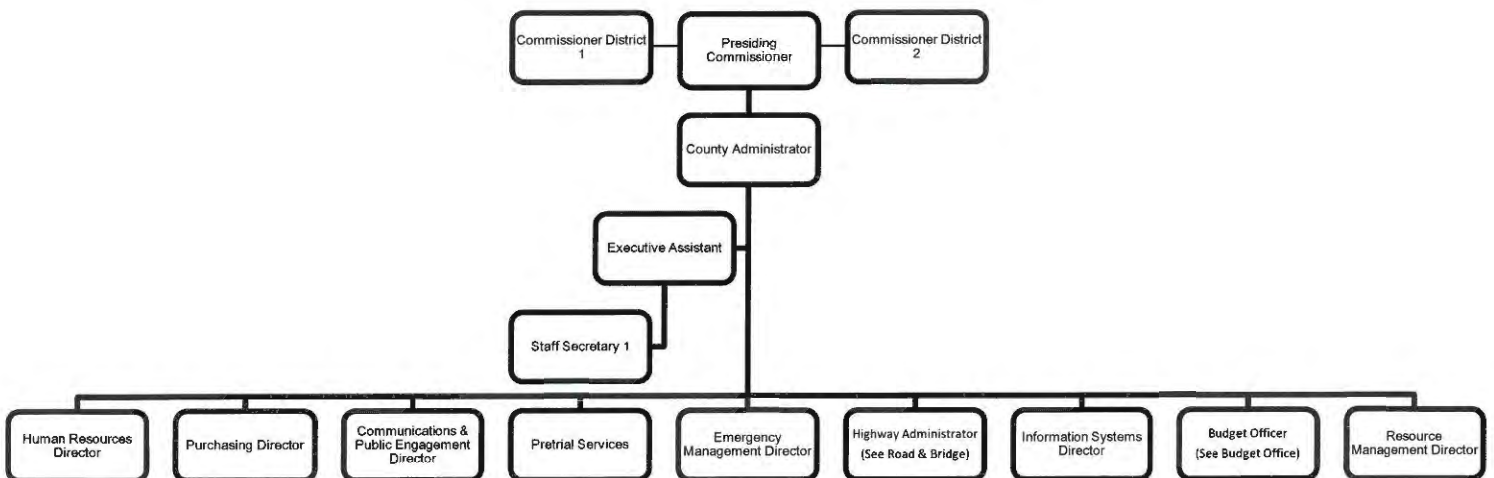 Commissioner District
1
Presiding
Commissioner
Commissioner District
2
County Administrator
Executive Assistant
Staff Secretary 1
Human Resources
Director
Purchasing Director
Communications &
Public Engagement
Director
Pretrial Services
Emergency
Management Director
Highway Administrator
(See Road & Bridge)
Information Systems
Director
Budget Officer
(See Budget Office)
Resource
Management Director